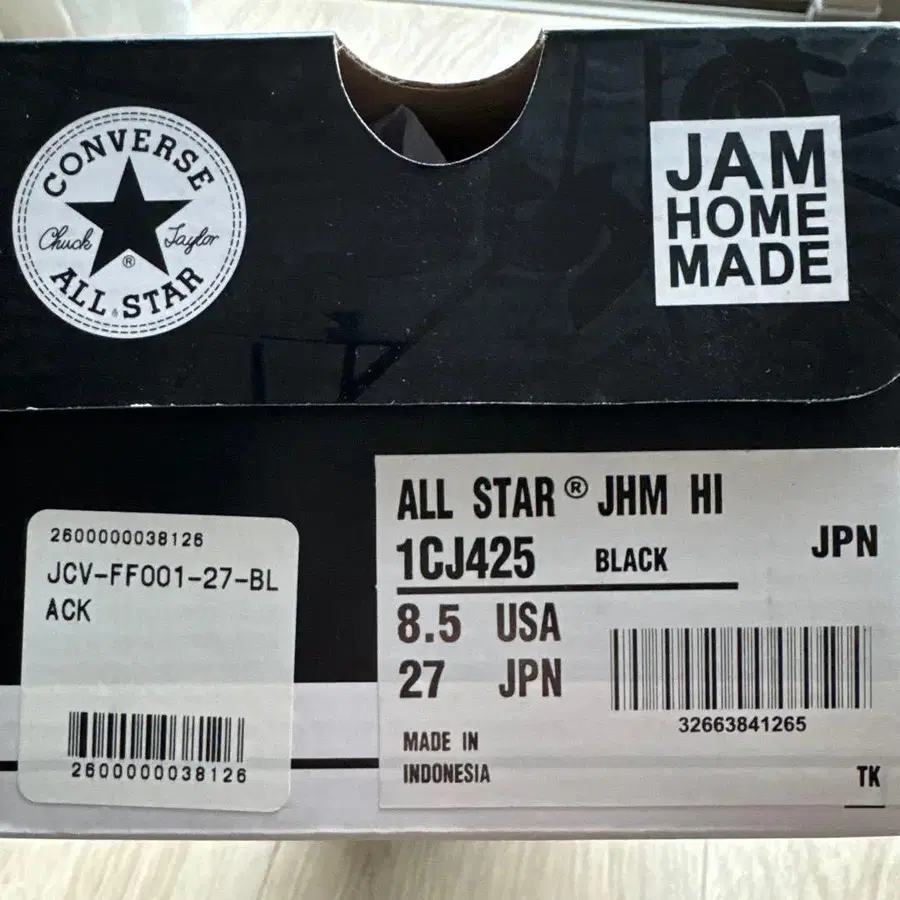 CONVERSE
Chuck Taylor
®
ALL STAR
JAM
HOME
MADE
2600000038126
JCV-FF001-27-BL
ACK
2600000038126
ALL STAR® JHM HI
1CJ425 BLACK JPN
8.5 USA
27 JPN
32663841265
MADE IN
INDONESIA
TK